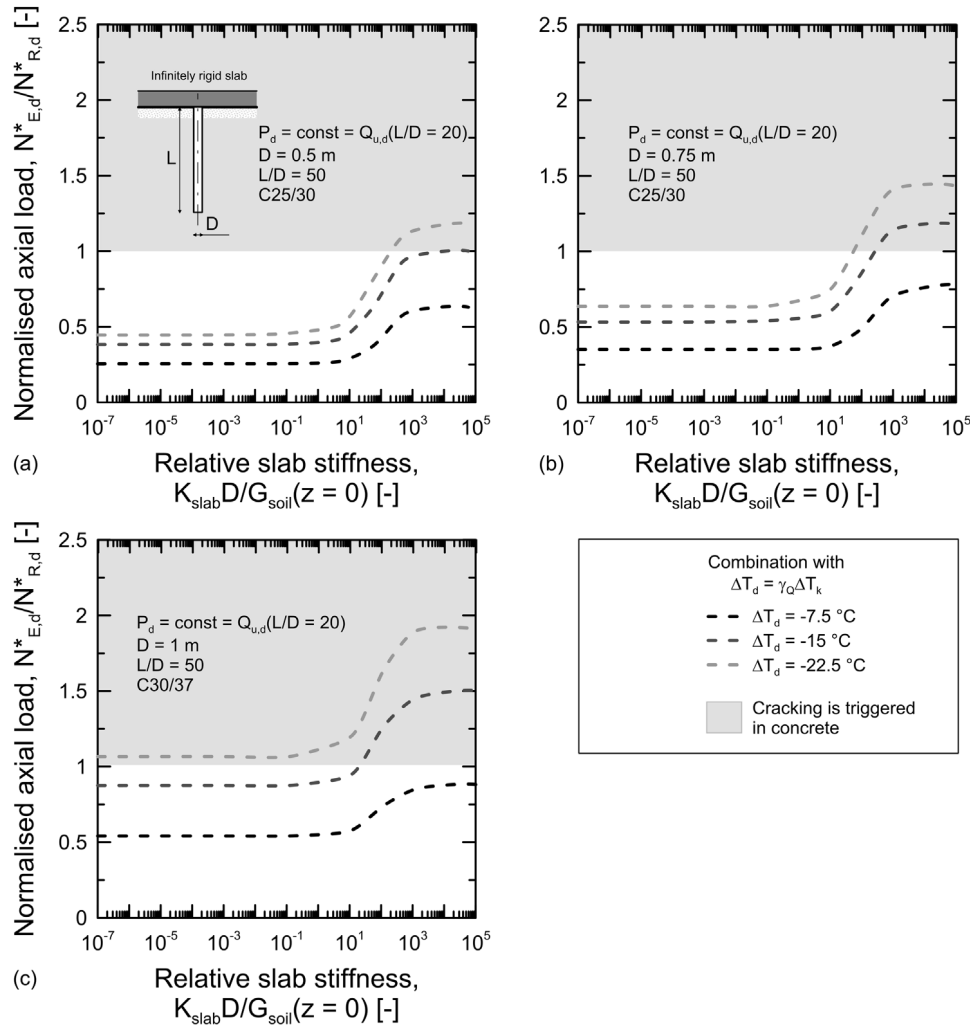 Normalised axial load, N*E,d/N*R,d [-]
2.5
2
1.5
1
0.5
0
Infinitely rigid slab
L
D
Pd = const = Qu,d(L/D = 20)
D = 0.5 m
L/D = 50
C25/30
10-7 10-5 10-3 10-1 101 103 105
(a)
Relative slab stiffness,
KslabD/Gsoil(z = 0) [-]
2.5
2
1.5
1
0.5
0
Pd = const = Qu,d(L/D = 20)
D = 0.75 m
L/D = 50
C25/30
10-7 10-5 10-3 10-1 101 103 105
(b)
Relative slab stiffness,
KslabD/Gsoil(z = 0) [-]
Normalised axial load, N*E,d/N*R,d [-]
2.5
2
1.5
1
0.5
0
Pd = const = Qu,d(L/D = 20)
D = 1 m
L/D = 50
C30/37
10-7 10-5 10-3 10-1 101 103 105
(c)
Relative slab stiffness,
KslabD/Gsoil(z = 0) [-]
Combination with
ΔTd = γQΔTk
ΔTd = -7.5 °C
ΔTd = -15 °C
ΔTd = -22.5 °C
Cracking is triggered
in concrete